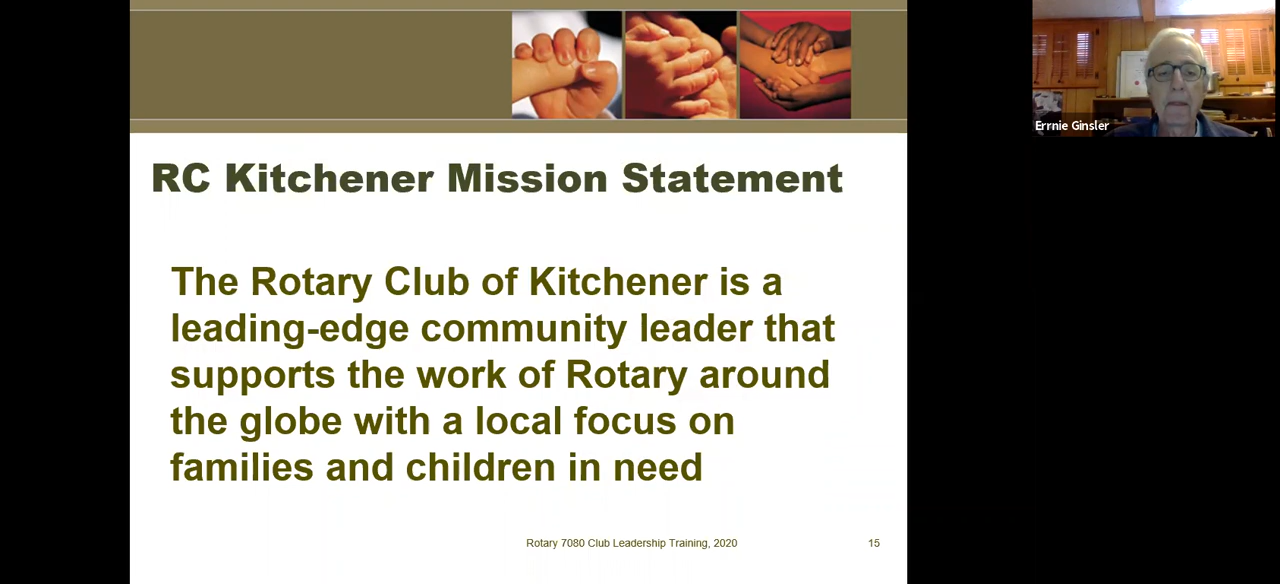 RC Kitchener Mission Statement
The Rotary Club of Kitchener is a
leading-edge community leader that
supports the work of Rotary around
the globe with a local focus on
families and children in need
Rotary 7080 Club Leadership Training, 2020
15
Errnie Ginsler